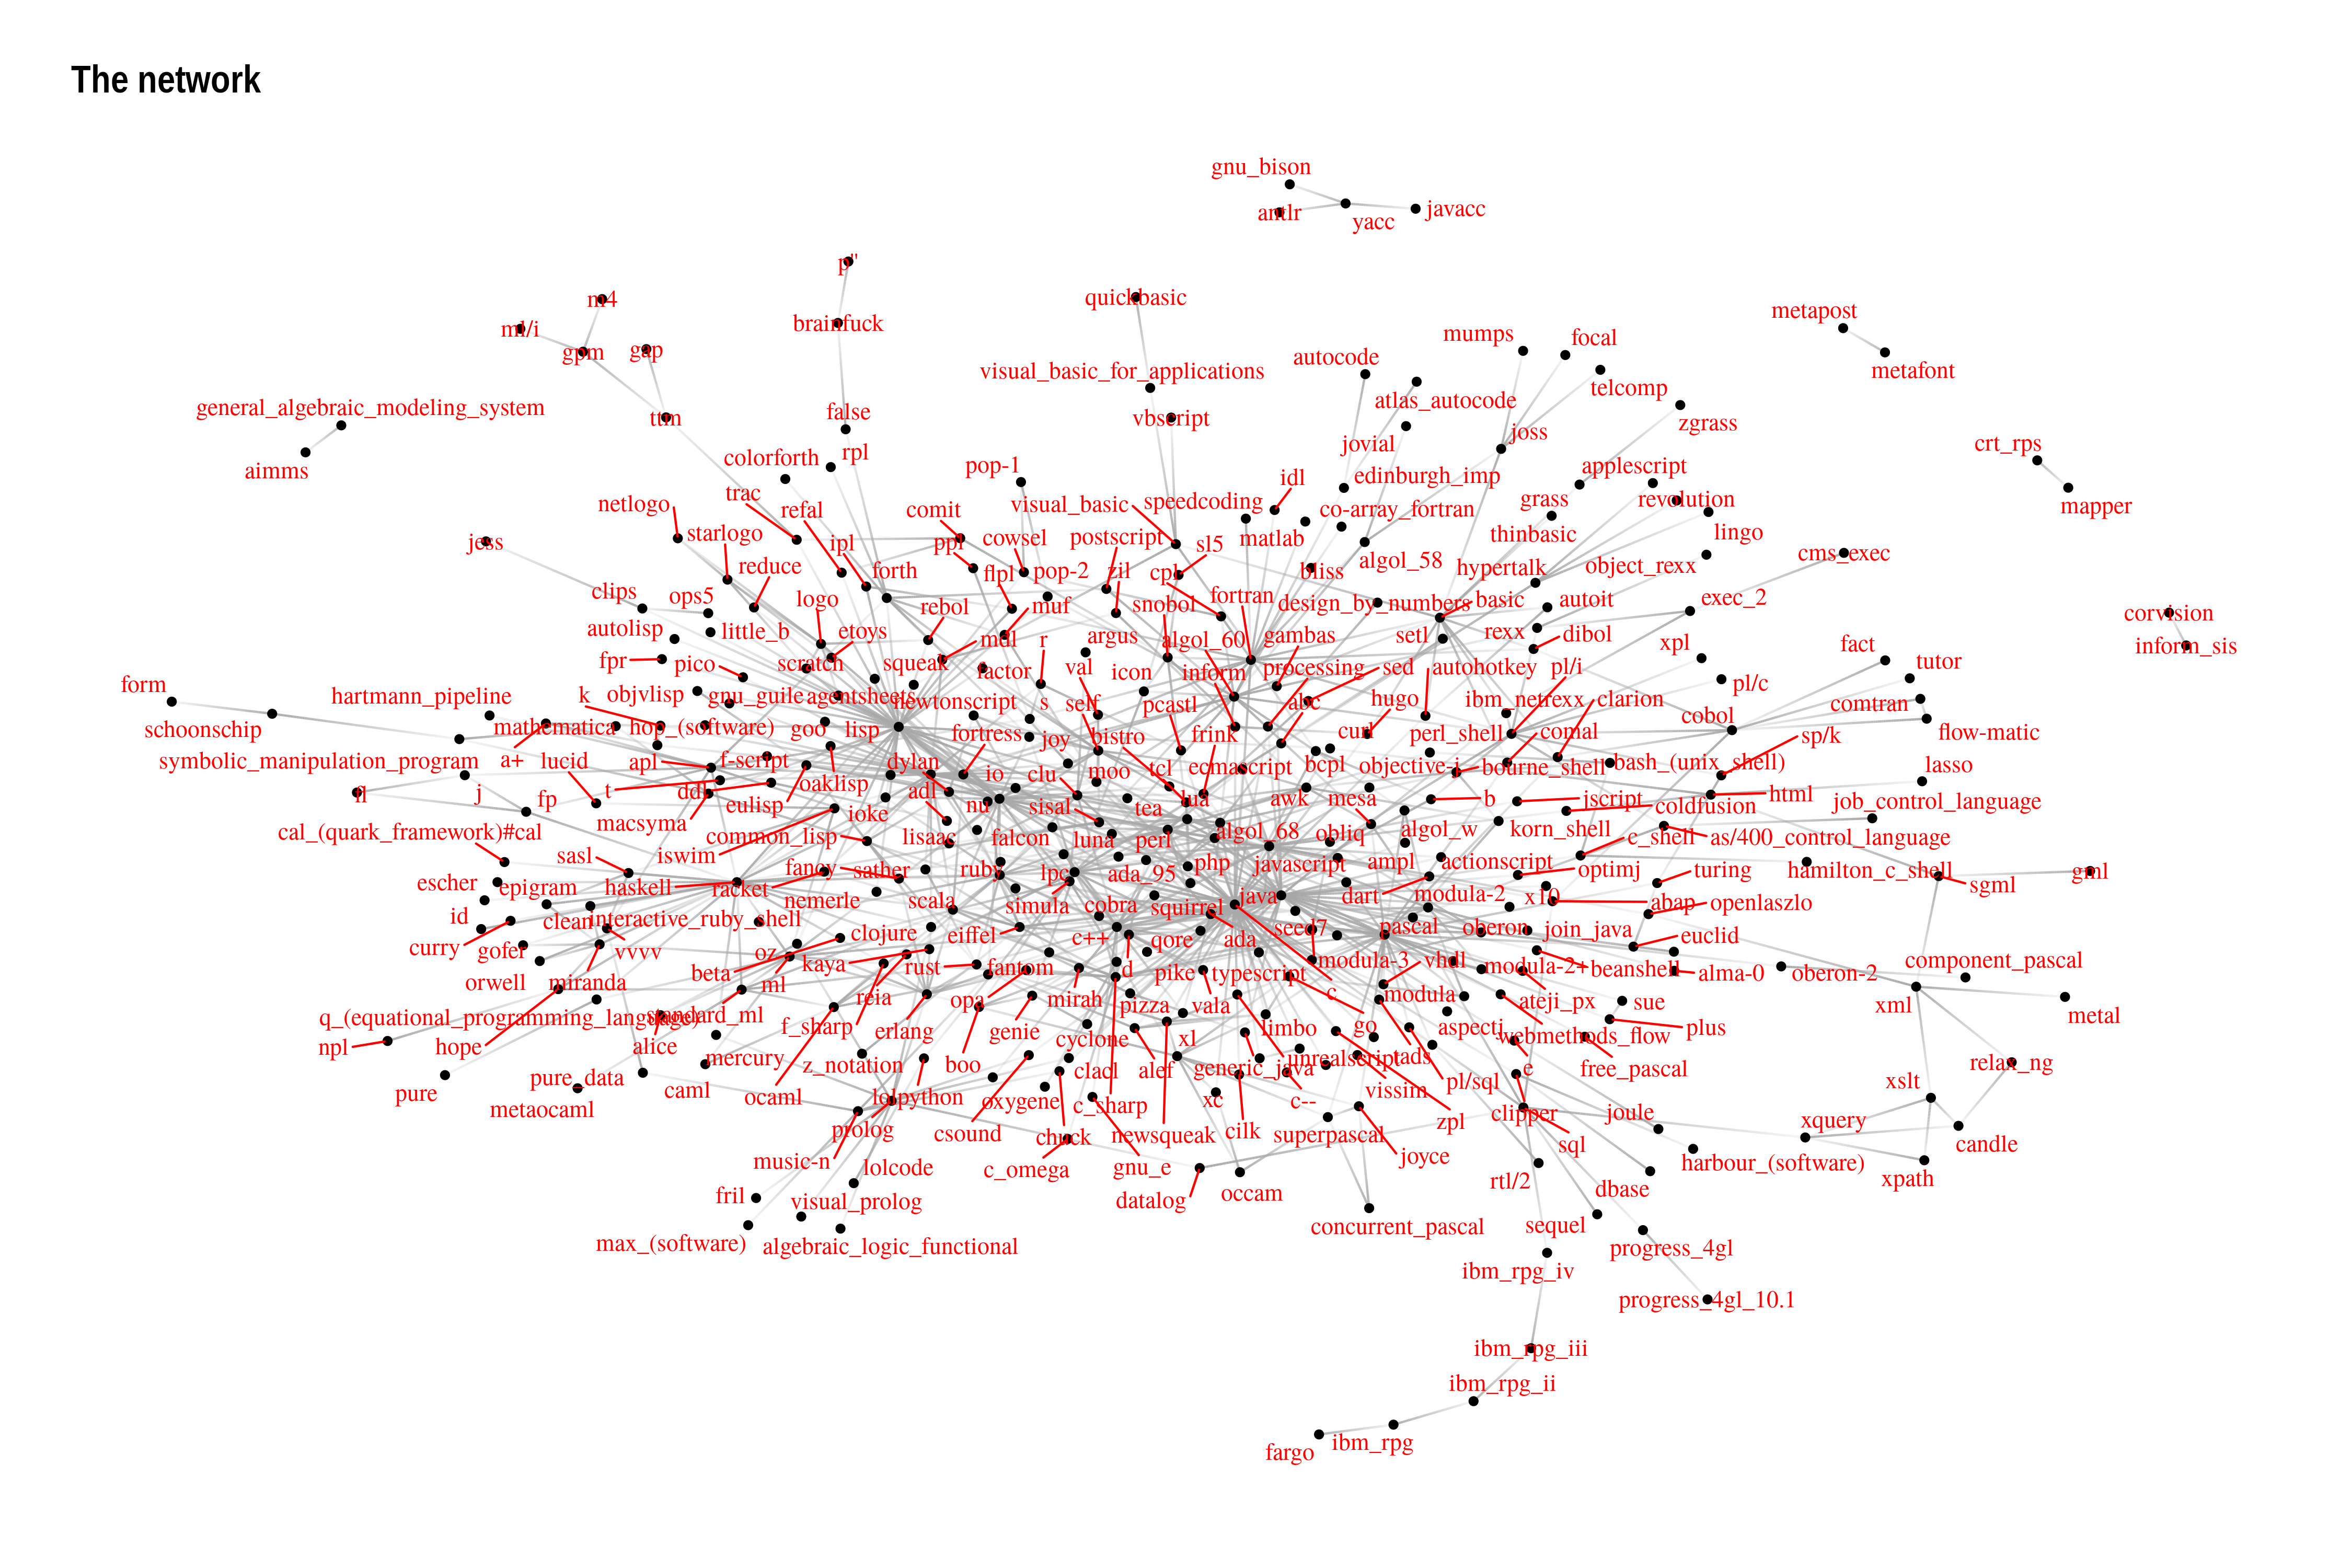 The network
gnu_bison
antlr
yacc
javacc
p"
m4
ml/i
gpm
gap
brainfuck
quickbasic
metapost
metafont
mumps
focal
autocode
visual_basic_for_applications
telcomp
atlas_autocode
general_algebraic_modeling_system
aimms
ttm
false
vbscript
zgrass
joss
jovial
crt_rps
mapper
colorforth
rpl
pop-1
idl
edinburgh_imp
applescript
trac
netlogo
refal
comit
visual_basic
speedcoding
co-array_fortran
grass
revolution
lingo
starlogo
jess
ipl
ppl
cowsel
postscript
sl5
matlab
thinbasic
cms_exec
reduce
forth
flpl
pop-2
zil
cpl
bliss
algol_58
hypertalk
object_rexx
clips
ops5
logo
rebol
muf
snobol
fortran
design_by_numbers
basic
autoit
exec_2
corvision
inform_sis
autolisp
little_b
etoys
mdl
r
argus
algol_60
gambas
setl
rexx
dibol
xpl
fact
tutor
fpr
pico
scratch
squeak
factor
val
icon
inform
processing
sed
autohotkey
pl/i
pl/c
form
hartmann_pipeline
k
objvlisp
gnu_guile
agentsheets
newtonscript
s
self
pcastl
abc
hugo
ibm_netrexx
clarion
cobol
comtran
schoonschip
mathematica
hop_(software)
goo
lisp
fortress
joy
bistro
frink
curl
perl_shell
comal
sp/k
flow-matic
symbolic_manipulation_program
a+
lucid
apl
f-script
dylan
io
clu
moo
tcl
ecmascript
bcpl
objective-j
bourne_shell
bash_(unix_shell)
lasso
fl
j
fp
t
ddl
eulisp
oaklisp
adl
nu
sisal
tea
lua
awk
mesa
b
jscript
coldfusion
html
job_control_language
cal_(quark_framework)#cal
macsyma
common_lisp
ioke
lisaac
falcon
luna
perl
algol_68
obliq
algol_w
korn_shell
c_shell
as/400_control_language
sasl
iswim
fancy
sather
ruby
lpc
ada_95
php
javascript
ampl
actionscript
optimj
turing
hamilton_c_shell
sgml
gml
escher
epigram
haskell
racket
nemerle
scala
simula
cobra
squirrel
java
dart
modula-2
x10
abap
openlaszlo
id
clean
interactive_ruby_shell
clojure
eiffel
c++
qore
ada
seed7
pascal
oberon
join_java
euclid
curry
gofer
vvvv
oz
beta
kaya
rust
fantom
d
pike
typescript
modula-3
vhdl
modula-2+
beanshell
alma-0
oberon-2
component_pascal
orwell
miranda
ml
reia
opa
mirah
pizza
vala
c
modula
ateji_px
sue
xml
metal
q_(equational_programming_language)
standard_ml
f_sharp
erlang
genie
cyclone
xl
limbo
go
aspectj
webmethods_flow
plus
npl
hope
alice
mercury
z_notation
boo
clacl
alef
generic_java
unrealscript
tads
e
free_pascal
relax_ng
pure
pure_data
metaocaml
caml
ocaml
lolpython
oxygene
c_sharp
xc
c--
vissim
pl/sql
clipper
joule
xslt
xquery
prolog
csound
chuck
newsqueak
cilk
superpascal
zpl
sql
candle
music-n
lolcode
c_omega
gnu_e
joyce
harbour_(software)
xpath
fril
visual_prolog
datalog
occam
rtl/2
dbase
max_(software)
algebraic_logic_functional
concurrent_pascal
sequel
progress_4gl
ibm_rpg_iv
progress_4gl_10.1
ibm_rpg_iii
ibm_rpg_ii
fargo
ibm_rpg